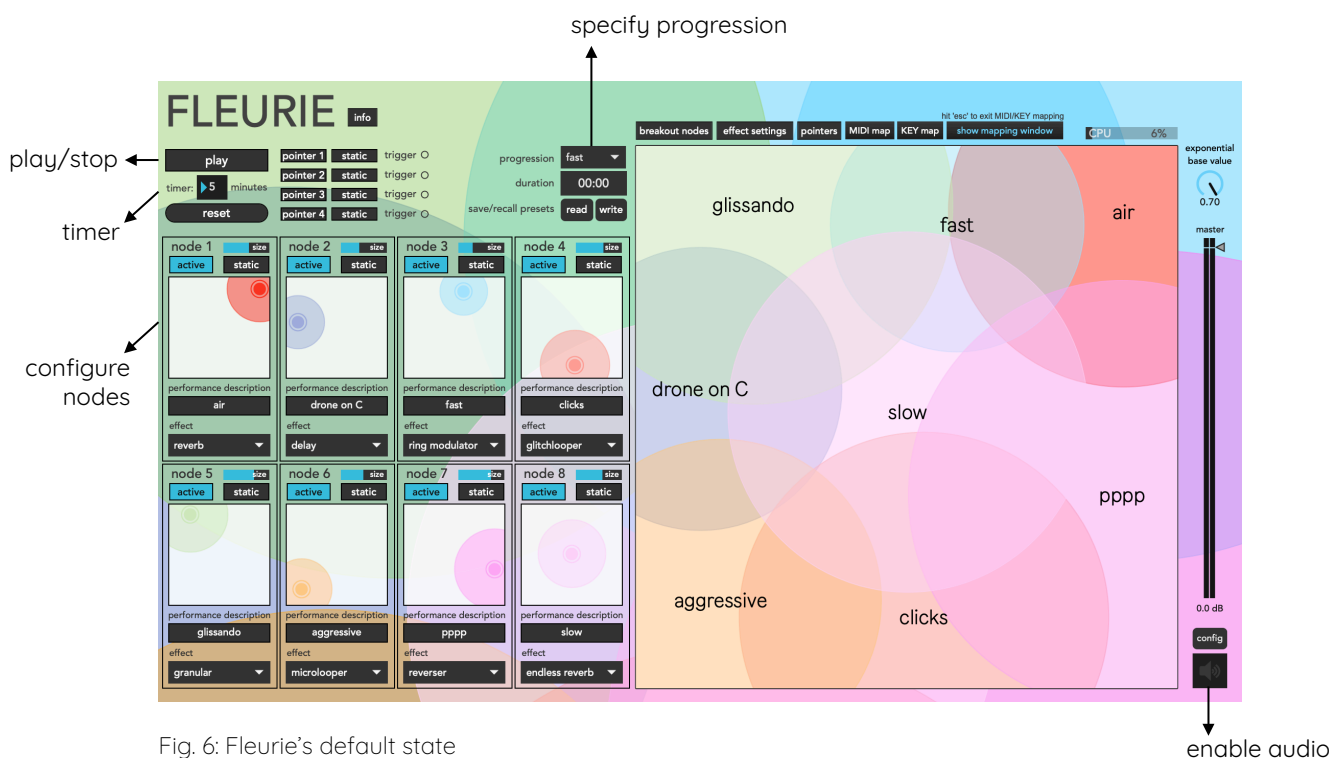 specify progression
FLEURIE
info
hit 'esc' to exit MIDI/KEY mapping
breakout nodes
effect settings
pointers
MIDI map
KEY map
show mapping window
CPU 6%
exponential
base value
0.70
master
play/stop
play
timer: 5 minutes
reset
timer
pointer 1 static trigger
pointer 2 static trigger
pointer 3 static trigger
pointer 4 static trigger
progression fast
duration 00:00
save/recall presets read write
node 1 size
active static
performance description
air
effect
reverb
node 2 size
active static
performance description
drone on C
effect
delay
node 3 size
active static
performance description
fast
effect
ring modulator
node 4 size
active static
performance description
clicks
effect
glitchlooper
configure
nodes
node 5 size
active static
performance description
glissando
effect
granular
node 6 size
active static
performance description
aggressive
effect
microlooper
node 7 size
active static
performance description
pppp
effect
reverser
node 8 size
active static
performance description
slow
effect
endless reverb
glissando
fast
air
drone on C
slow
pppp
aggressive
clicks
0.0 dB
config
enable audio
Fig. 6: Fleurie's default state